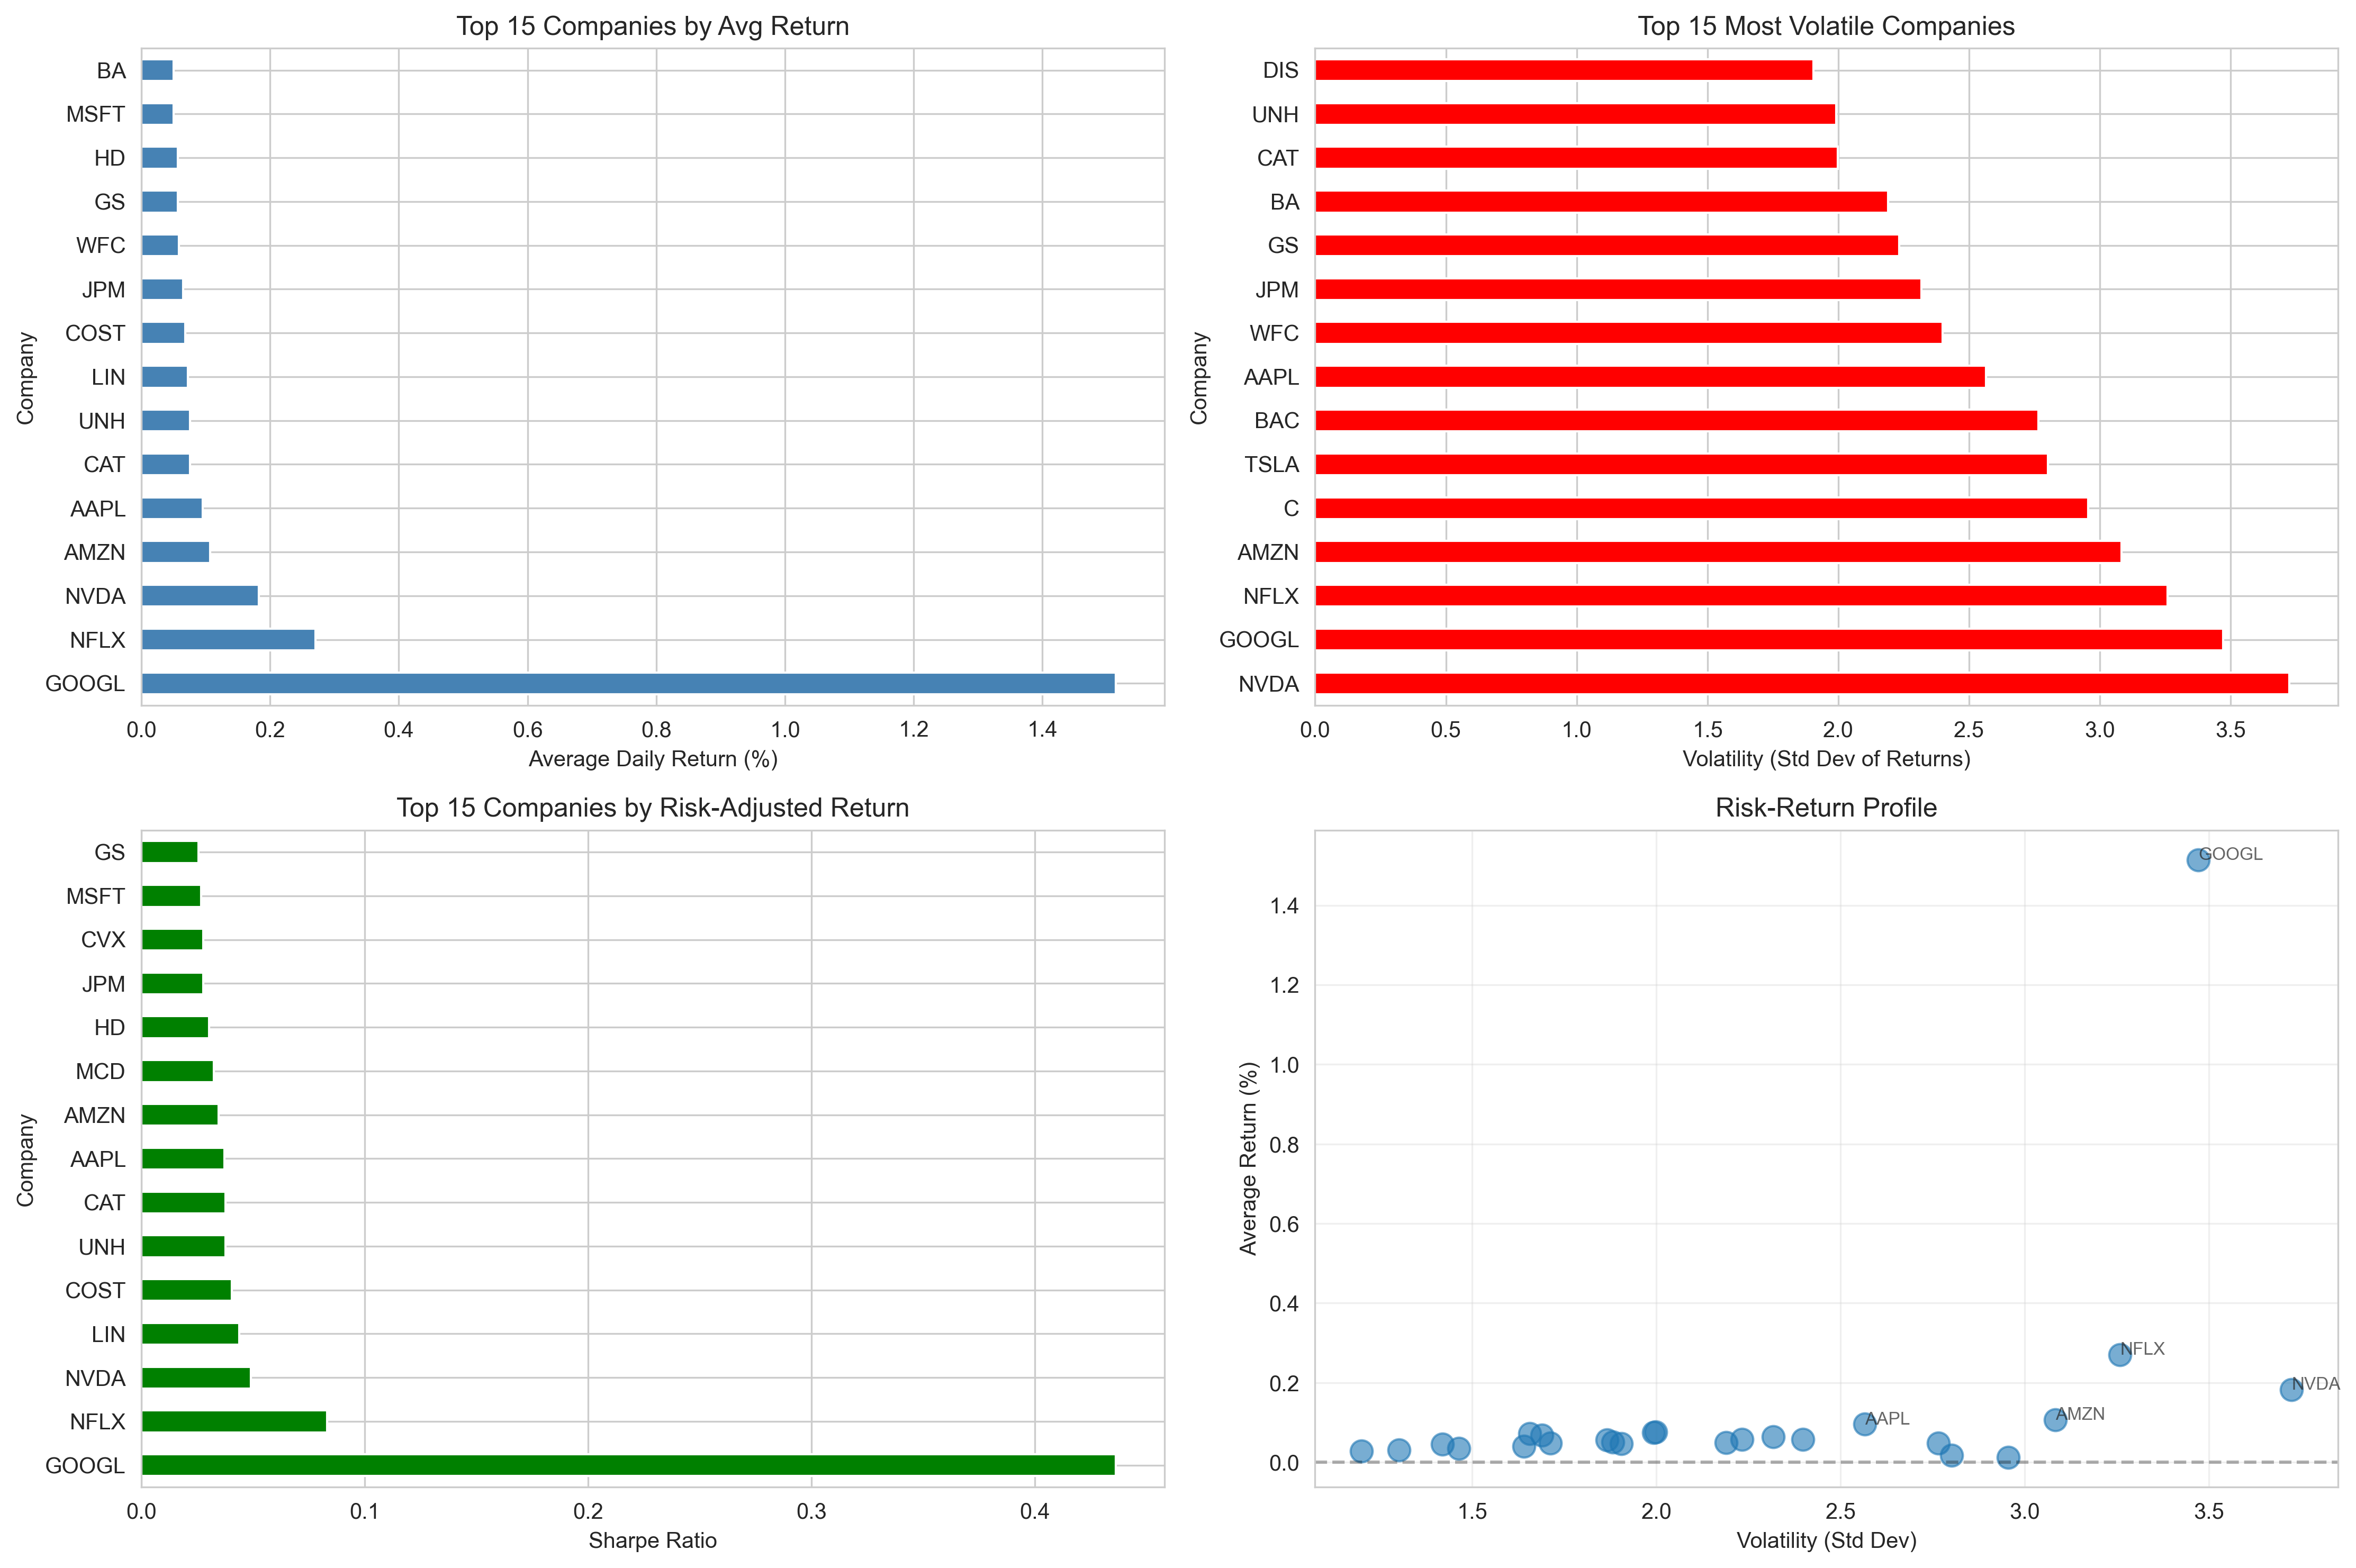 Top 15 Companies by Avg Return
Company
BA
MSFT
HD
GS
WFC
JPM
COST
LIN
UNH
CAT
AAPL
AMZN
NVDA
NFLX
GOOGL
0.0 0.2 0.4 0.6 0.8 1.0 1.2 1.4
Average Daily Return (%)
Top 15 Most Volatile Companies
Company
DIS
UNH
CAT
BA
GS
JPM
WFC
AAPL
BAC
TSLA
C
AMZN
NFLX
GOOGL
NVDA
0.0 0.5 1.0 1.5 2.0 2.5 3.0 3.5
Volatility (Std Dev of Returns)
Top 15 Companies by Risk-Adjusted Return
Company
GS
MSFT
CVX
JPM
HD
MCD
AMZN
AAPL
CAT
UNH
COST
LIN
NVDA
NFLX
GOOGL
0.0 0.1 0.2 0.3 0.4
Sharpe Ratio
Risk-Return Profile
Average Return (%)
1.4
1.2
1.0
0.8
0.6
0.4
0.2
0.0
GOOGL
NFLX
NVDA
AMZN
AAPL
1.5 2.0 2.5 3.0 3.5
Volatility (Std Dev)